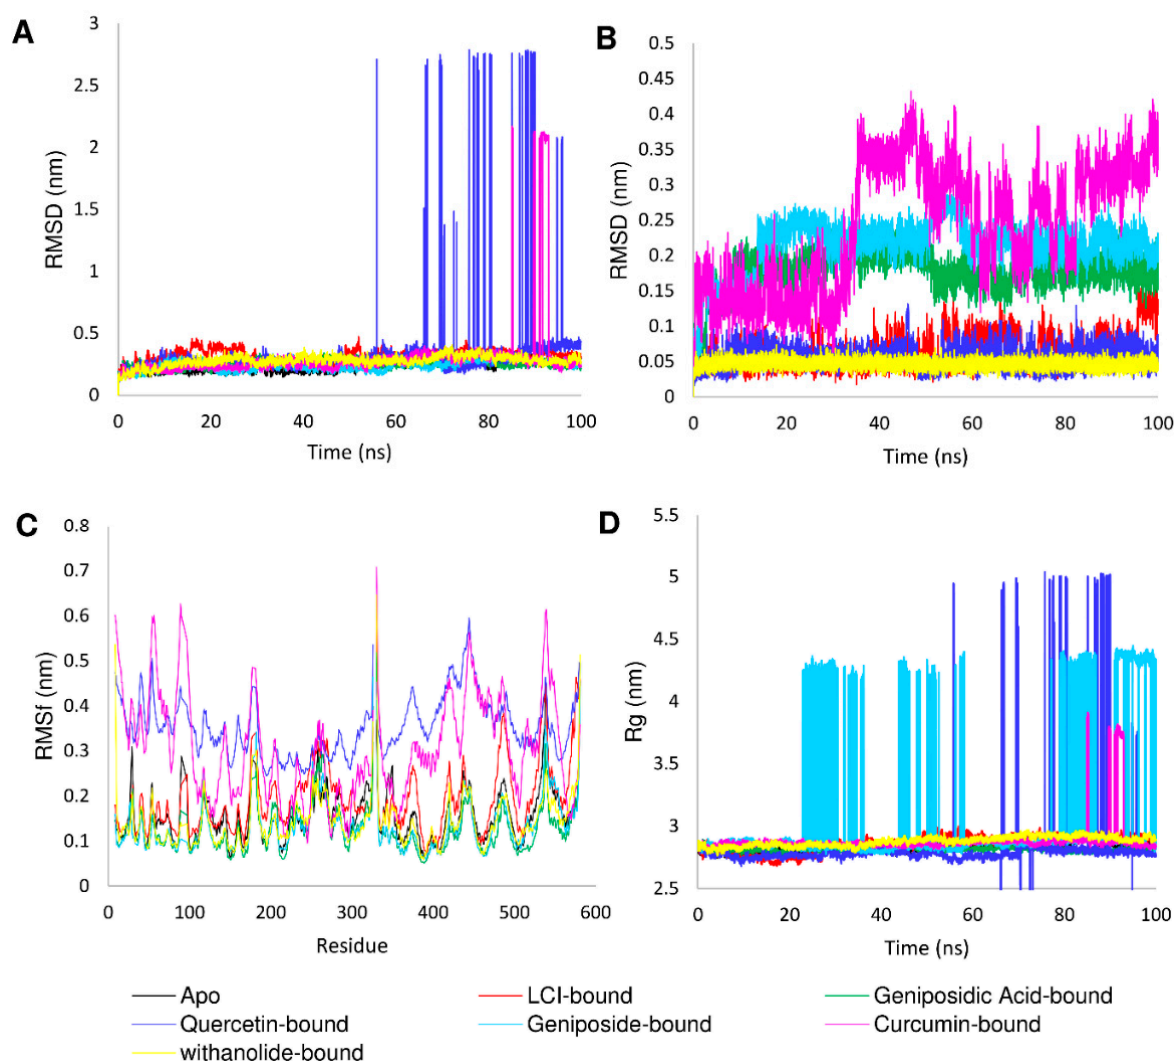 A
RMSD (nm)
3
2.5
2
1.5
1
0.5
0
0 20 40 60 80 100
Time (ns)
B
RMSD (nm)
0.5
0.45
0.4
0.35
0.3
0.25
0.2
0.15
0.1
0.05
0
0 20 40 60 80 100
Time (ns)
C
RMSf (nm)
0.8
0.7
0.6
0.5
0.4
0.3
0.2
0.1
0
0 100 200 300 400 500 600
Residue
D
Rg (nm)
5.5
5
4.5
4
3.5
3
2.5
0 20 40 60 80 100
Time (ns)
Apo
LCI-bound
Geniposidic Acid-bound
Quercetin-bound
Geniposide-bound
Curcumin-bound
withanolide-bound